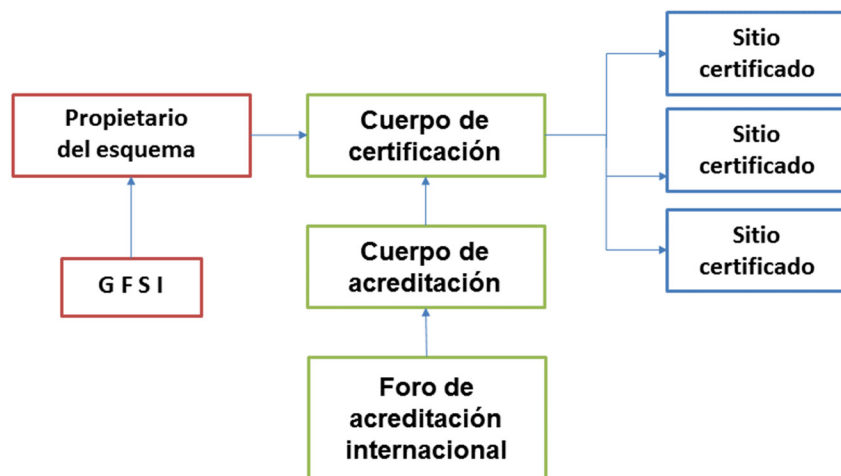 Propietario
del esquema
G F S I
Cuerpo de
certificación
Cuerpo de
acreditación
Foro de
acreditación
internacional
Sitio
certificado
Sitio
certificado
Sitio
certificado